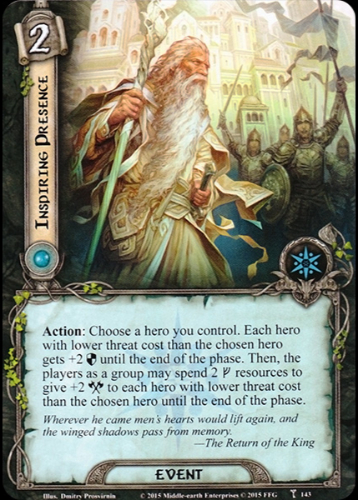 2
INSPIRING PRESENCE
Action: Choose a hero you control. Each hero
with lower threat cost than the chosen hero
gets +2 until the end of the phase. Then, the
players as a group may spend 2 resources to
give +2 to each hero with lower threat cost
than the chosen hero until the end of the phase.
Wherever he came men's hearts would lift again, and
the winged shadows pass from memory.
—The Return of the King
EVENT
Illus. Dmitry Prosvirnin
© 2015 Middle-earth Enterprises © 2015 FFG
143